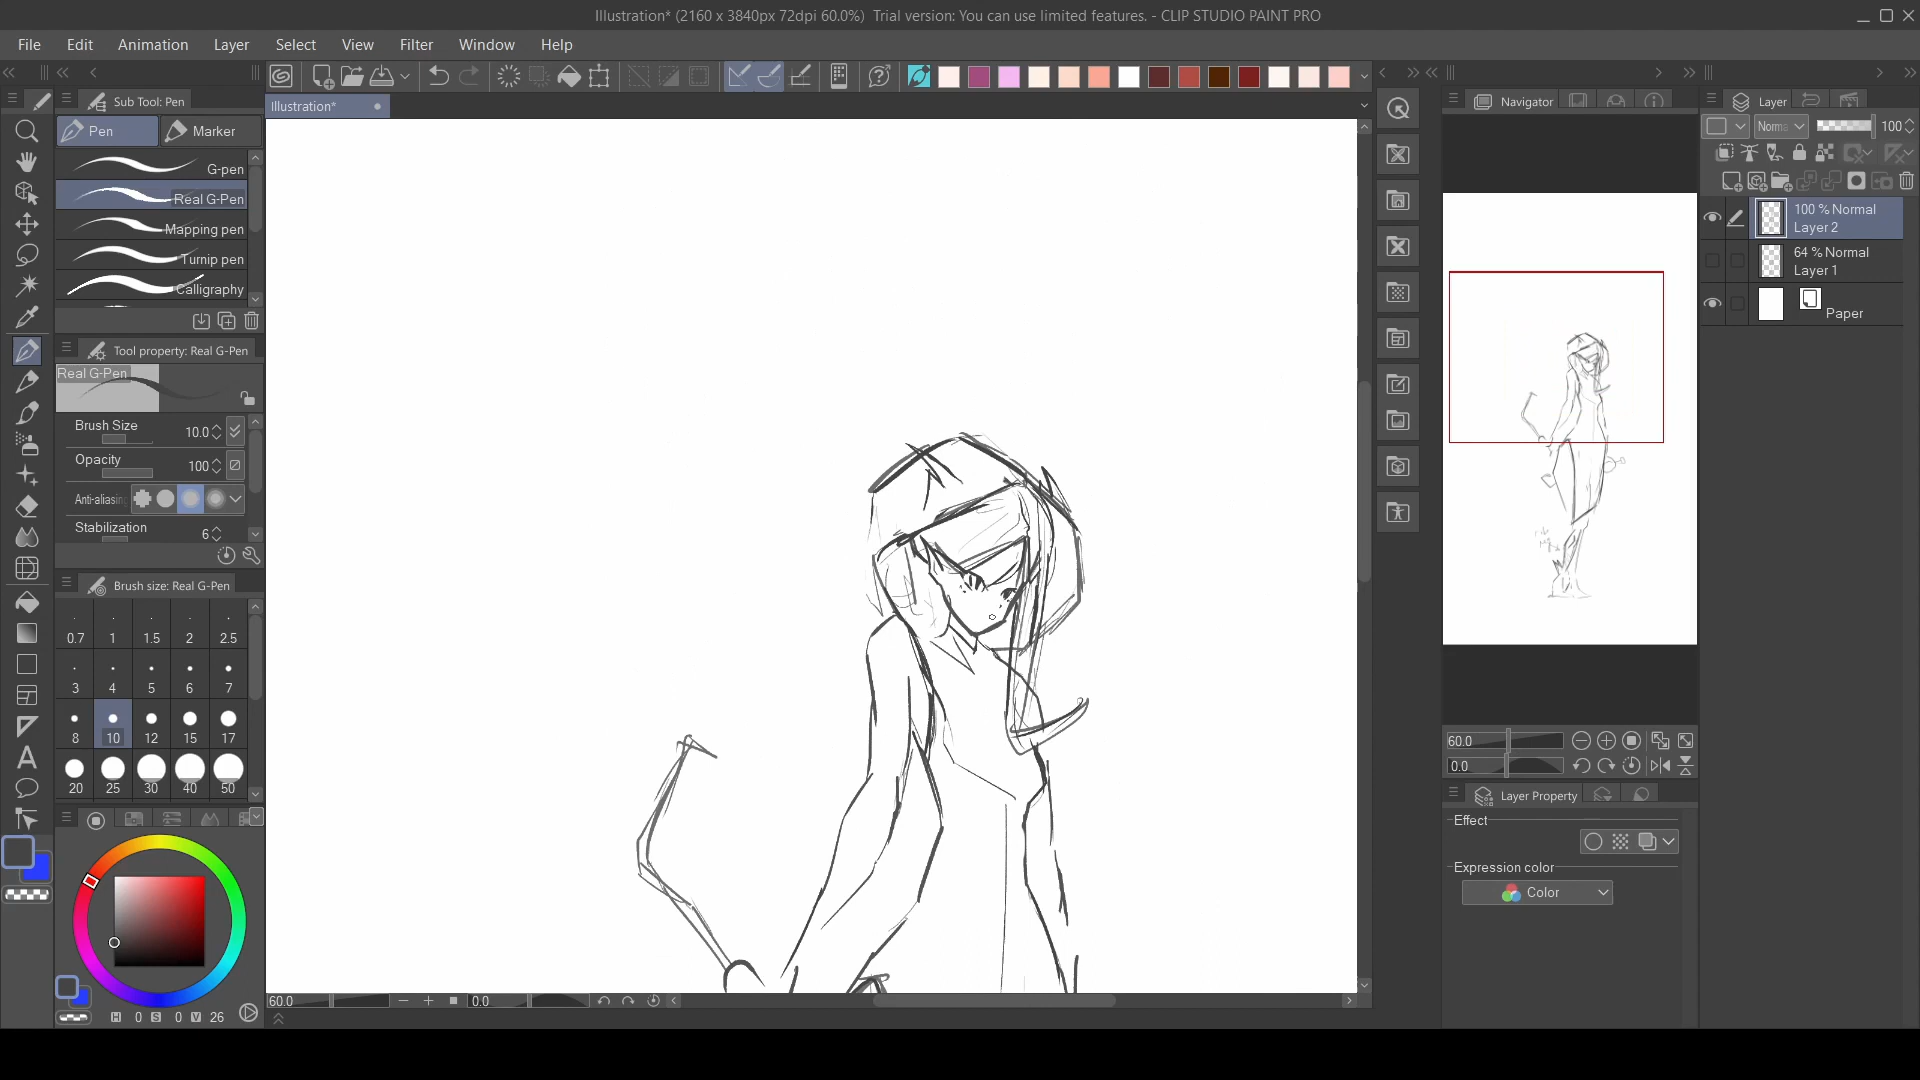 Illustration* (2160 x 3840px 72dpi 60.0%)  Trial version: You can use limited features. - CLIP STUDIO PAINT PRO
File Edit Animation Layer Select View Filter Window Help
Sub Tool: Pen
Illustration*
Navigator
Layer
Pen Marker
Norma 100
G-pen
Real G-Pen
Mapping pen
Turnip pen
Calligraphy
100 % Normal
Layer 2
64 % Normal
Layer 1
Paper
Tool property: Real G-Pen
Real G-Pen
Brush Size 10.0
Opacity 100
Anti-aliasing
Stabilization 6
Brush size: Real G-Pen
0.7 1 1.5 2 2.5
3 4 5 6 7
8 10 12 15 17
20 25 30 40 50
60.0
0.0
Layer Property
Effect
Expression color
Color
H 0 S 0 V 26
60.0 0.0